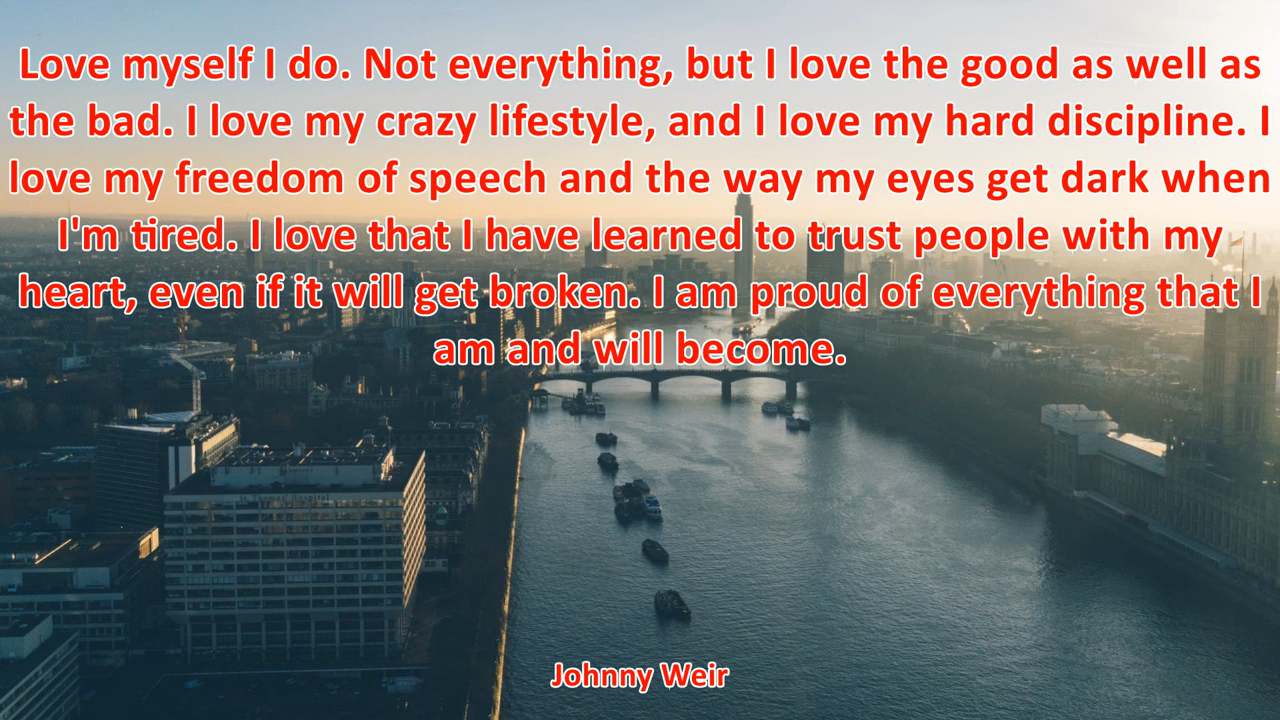 Love myself I do. Not everything, but I love the good as well as
the bad. I love my crazy lifestyle, and I love my hard discipline. I
love my freedom of speech and the way my eyes get dark when
I'm tired. I love that I have learned to trust people with my
heart, even if it will get broken. I am proud of everything that I
am and will become.
St Thomas' Hospital
Johnny Weir